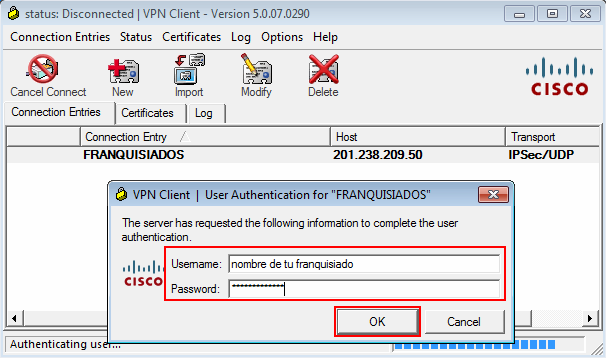 status: Disconnected | VPN Client - Version 5.0.07.0290
Connection Entries Status Certificates Log Options Help
Cancel Connect New Import Modify Delete
CISCO
Connection Entries Certificates Log
Connection Entry Host Transport
FRANQUISIADOS 201.238.209.50 IPSec/UDP
VPN Client | User Authentication for "FRANQUISIADOS"
The server has requested the following information to complete the user
authentication.
CISCO
Username: nombre de tu franquisiado
Password: *************
OK Cancel
Authenticating user...